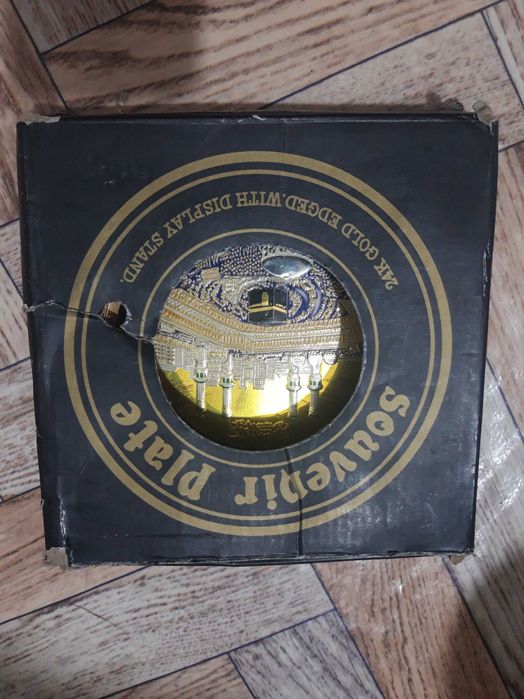 Souvenir Plate
24K GOLD EDGED.WITH DISPLAY STAND.